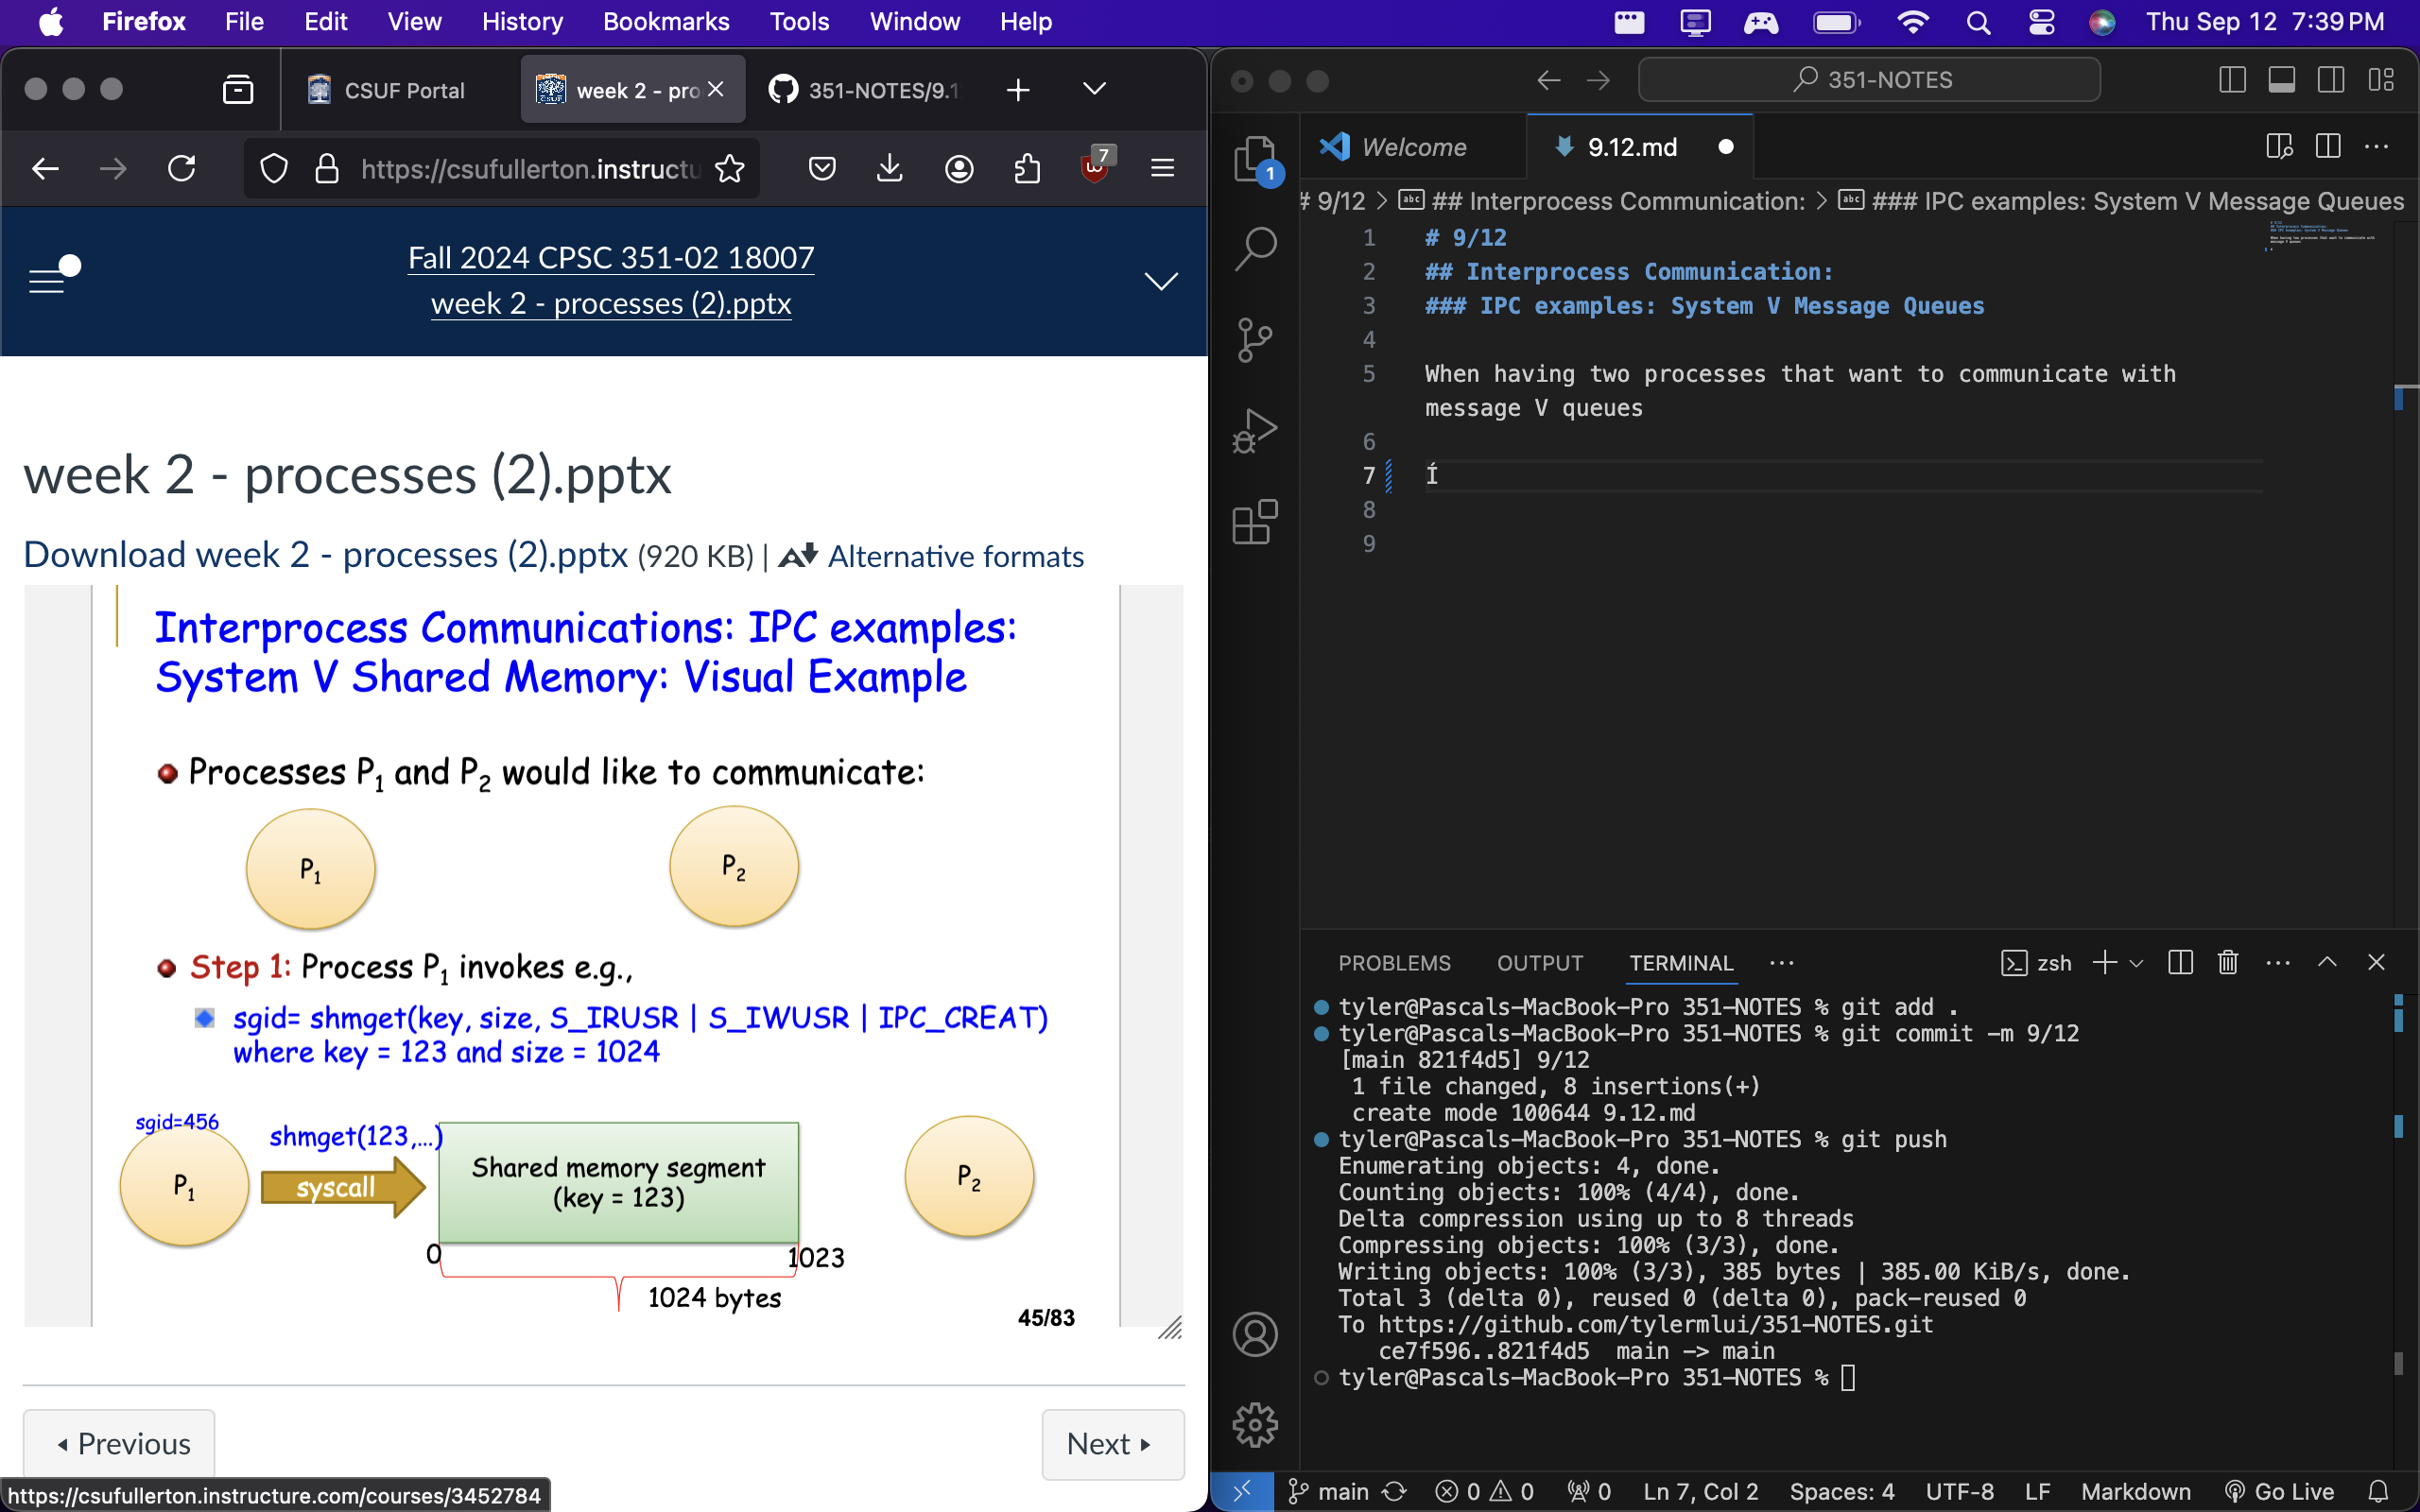 Firefox File Edit View History Bookmarks Tools Window Help
Thu Sep 12 7:39 PM
CSUF Portal
week 2 - pro
351-NOTES/9.1
https://csufullerton.instructu
7
Fall 2024 CPSC 351-02 18007
week 2 - processes (2).pptx
week 2 - processes (2).pptx
Download week 2 - processes (2).pptx (920 KB) | Alternative formats
Interprocess Communications: IPC examples:
System V Shared Memory: Visual Example
Processes P1 and P2 would like to communicate:
P1
P2
Step 1: Process P1 invokes e.g.,
sgid= shmget(key, size, S_IRUSR | S_IWUSR | IPC_CREAT)
where key = 123 and size = 1024
sgid=456
shmget(123,...)
P1
syscall
Shared memory segment
(key = 123)
P2
0
1023
1024 bytes
45/83
Previous
Next
https://csufullerton.instructure.com/courses/3452784
351-NOTES
Welcome
9.12.md
1
# 9/12 > ## Interprocess Communication: > ### IPC examples: System V Message Queues
1 # 9/12
2 ## Interprocess Communication:
3 ### IPC examples: System V Message Queues
4
5 When having two processes that want to communicate with
message V queues
6
7 Í
8
9
PROBLEMS OUTPUT TERMINAL ... zsh
tyler@Pascals-MacBook-Pro 351-NOTES % git add .
tyler@Pascals-MacBook-Pro 351-NOTES % git commit -m 9/12
[main 821f4d5] 9/12
1 file changed, 8 insertions(+)
create mode 100644 9.12.md
tyler@Pascals-MacBook-Pro 351-NOTES % git push
Enumerating objects: 4, done.
Counting objects: 100% (4/4), done.
Delta compression using up to 8 threads
Compressing objects: 100% (3/3), done.
Writing objects: 100% (3/3), 385 bytes | 385.00 KiB/s, done.
Total 3 (delta 0), reused 0 (delta 0), pack-reused 0
To https://github.com/tylermlui/351-NOTES.git
ce7f596..821f4d5 main -> main
tyler@Pascals-MacBook-Pro 351-NOTES %
main 0 0 0 Ln 7, Col 2 Spaces: 4 UTF-8 LF Markdown Go Live